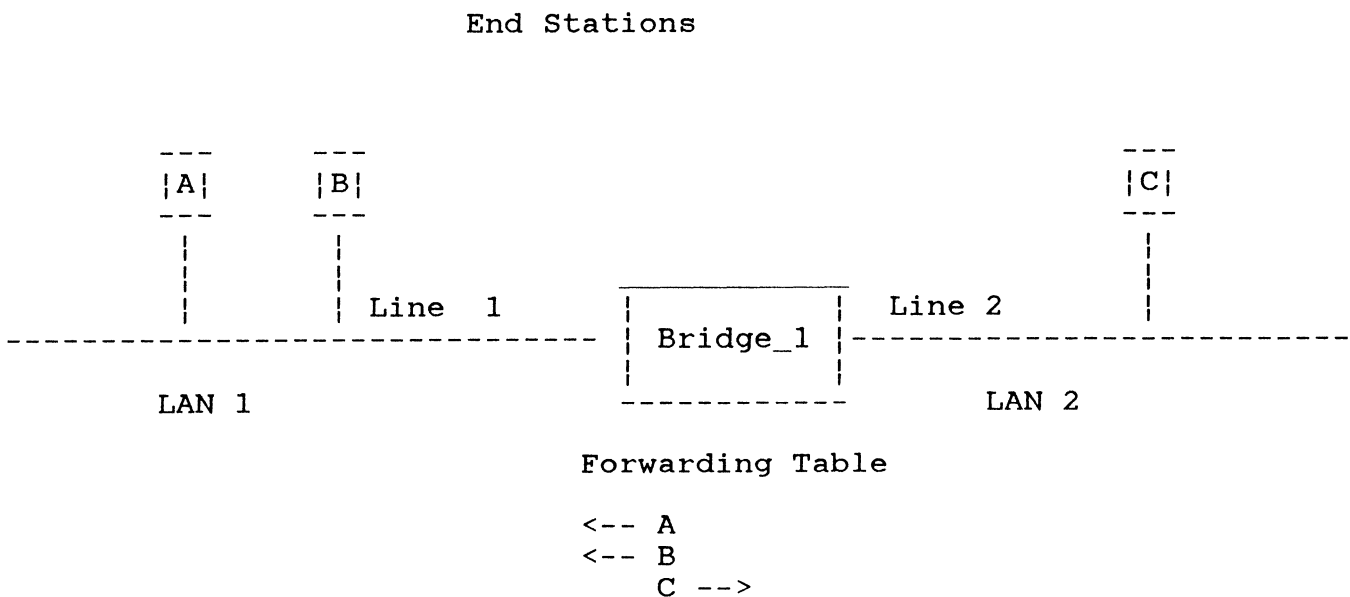 End Stations
A B C
Line 1 Line 2
Bridge_1
LAN 1 LAN 2
Forwarding Table
<-- A
<-- B
C -->